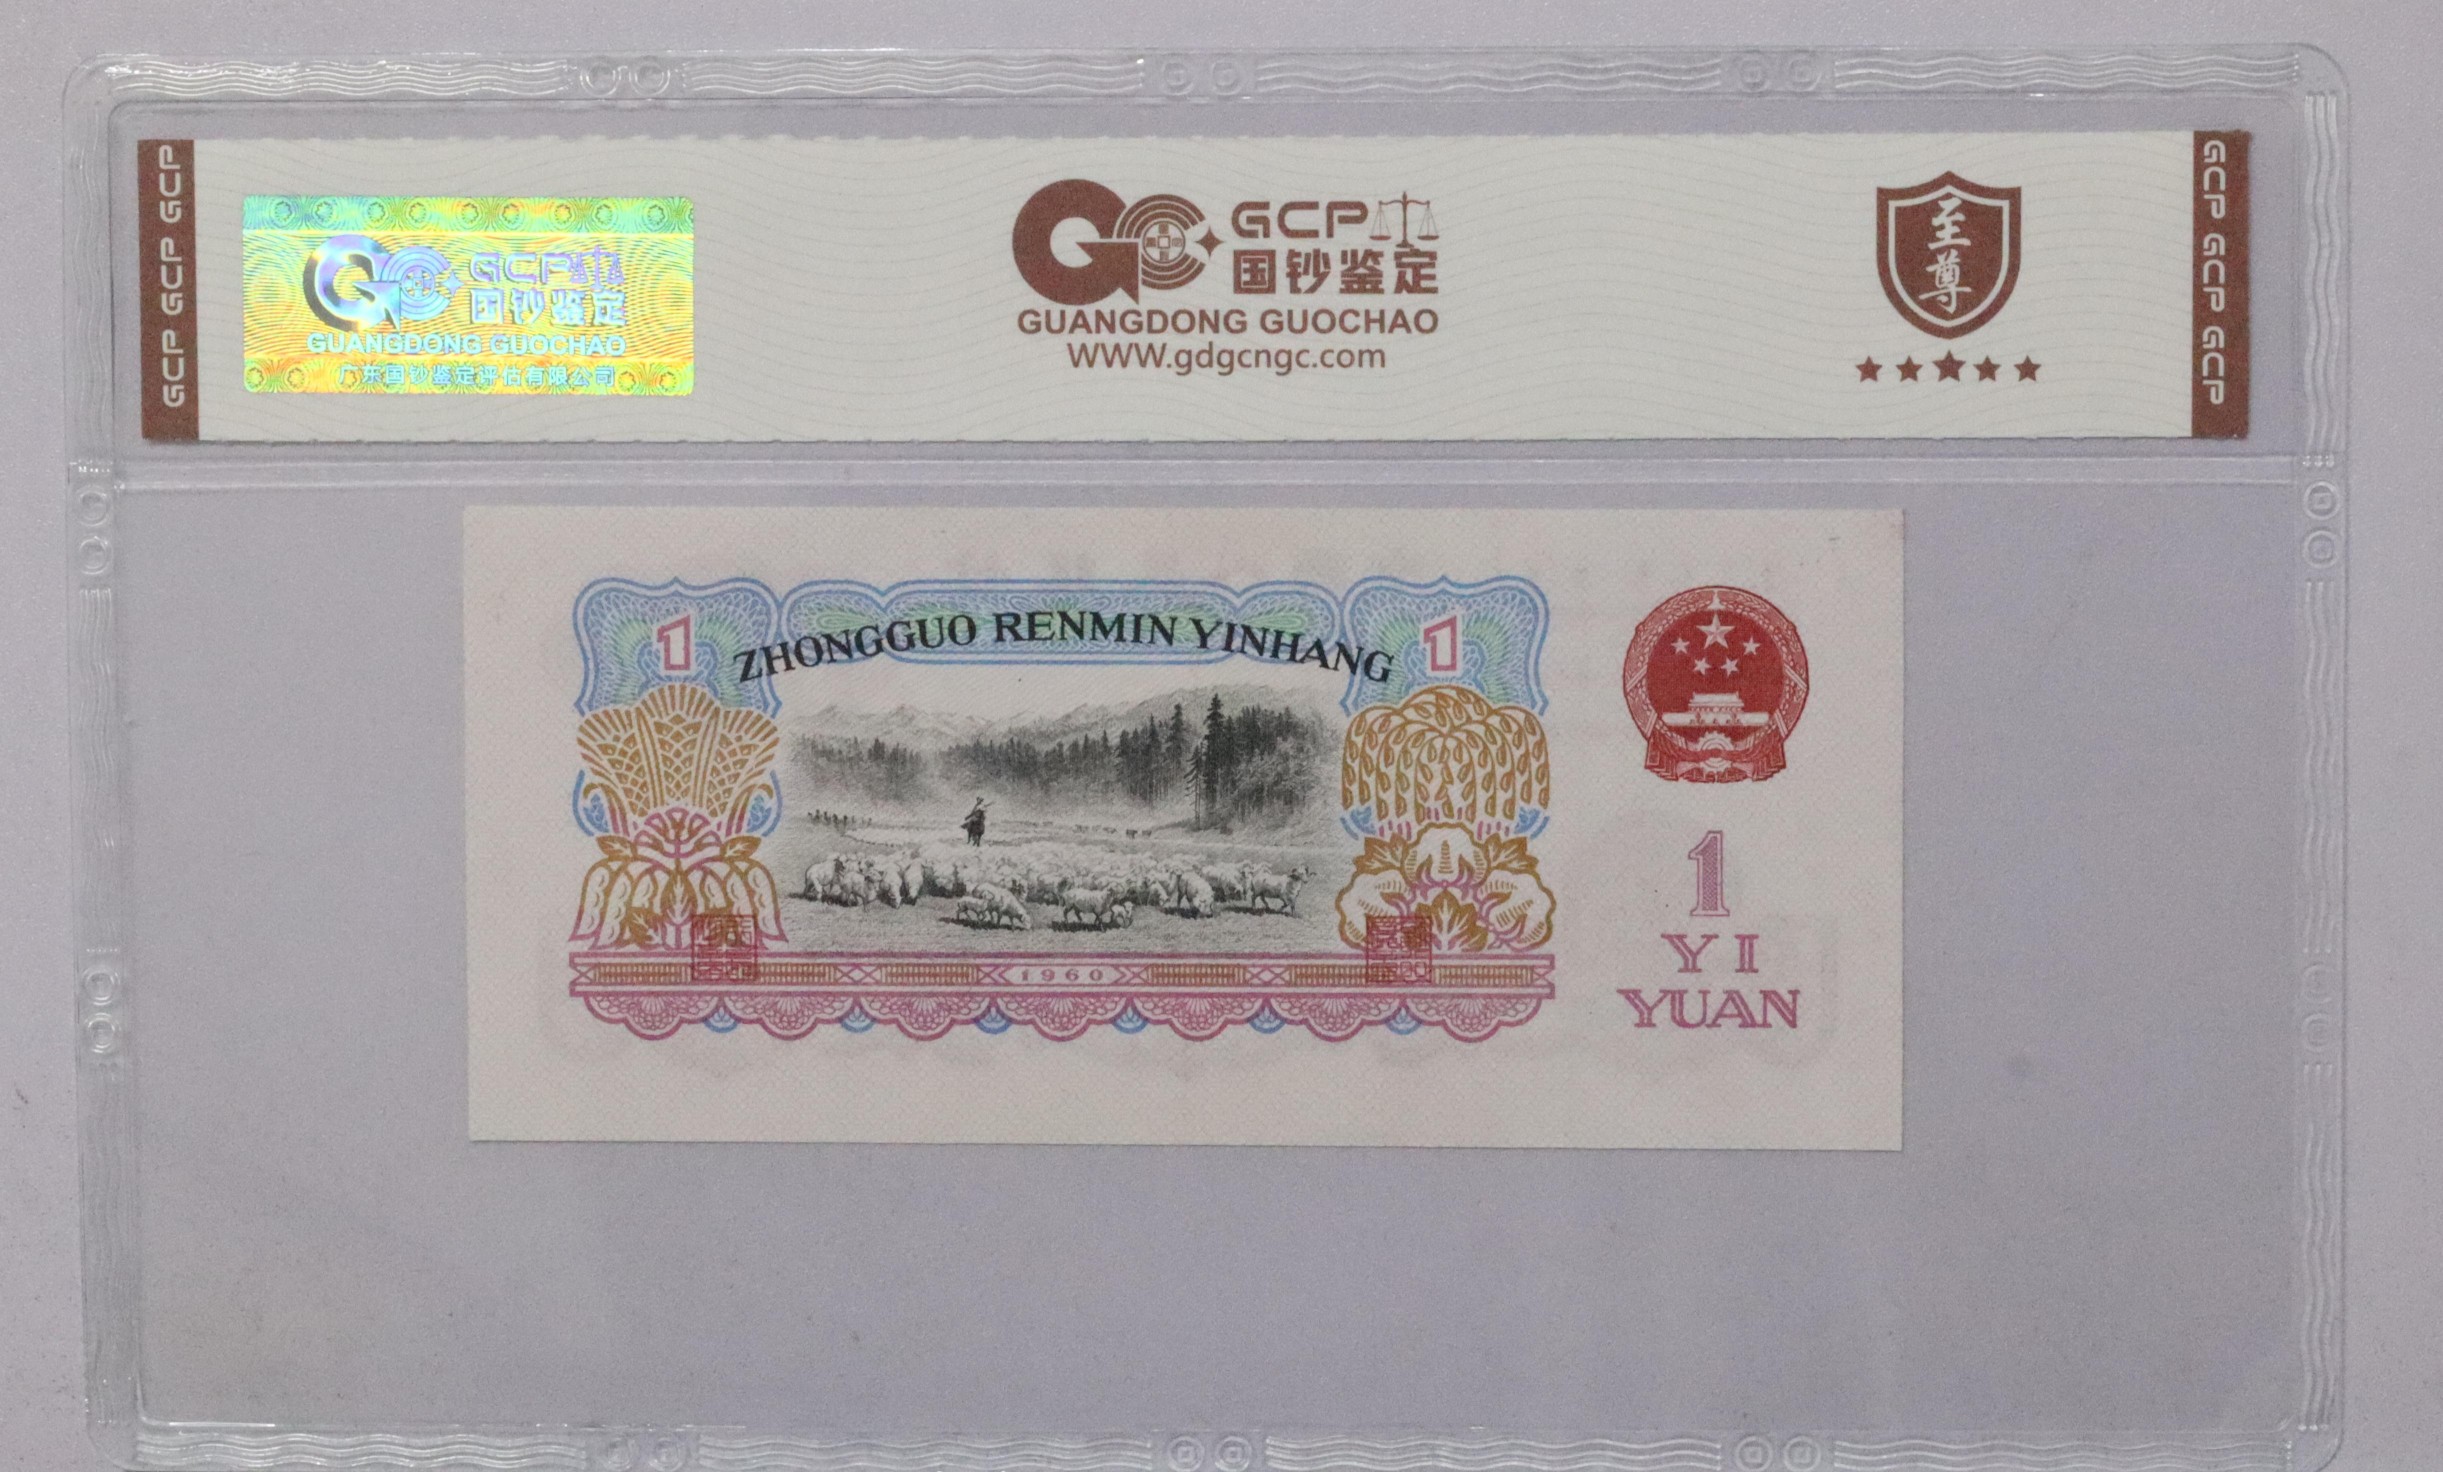 GCP GCP GCP
GCP
国钞鉴定
GUANGDONG GUOCHAO
广东国钞鉴定评估有限公司
GCP
国钞鉴定
GUANGDONG GUOCHAO
WWW.gdgcngc.com
至尊
GCP GCP GCP
1
ZHONGGUO RENMIN YINHANG
1
1960
1
YI
YUAN